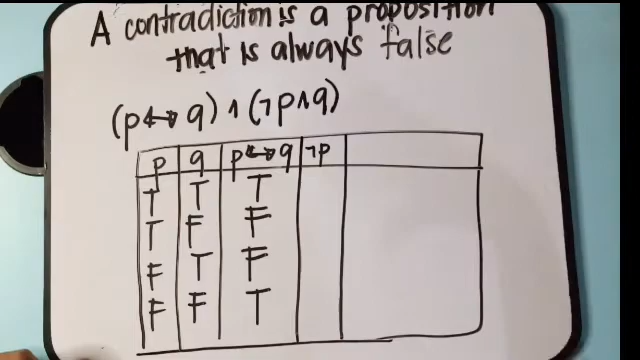 A contradiction is a proposition
that is always false
(p↔q) ∧ (¬p∧q)
p q p↔q ¬p
T T T
T F F
F T F
F F T